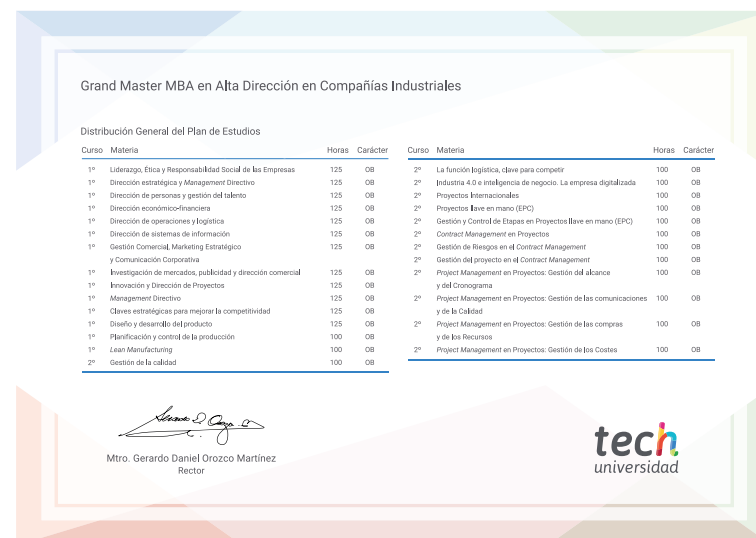 Grand Master MBA en Alta Dirección en Compañías Industriales
Distribución General del Plan de Estudios
Curso Materia Horas Carácter
1º Liderazgo, Ética y Responsabilidad Social de las Empresas 125 OB
1º Dirección estratégica y Management Directivo 125 OB
1º Dirección de personas y gestión del talento 125 OB
1º Dirección económico-financiera 125 OB
1º Dirección de operaciones y logística 125 OB
1º Dirección de sistemas de información 125 OB
1º Gestión Comercial, Marketing Estratégico 125 OB
y Comunicación Corporativa
1º Investigación de mercados, publicidad y dirección comercial 125 OB
1º Innovación y Dirección de Proyectos 125 OB
1º Management Directivo 125 OB
1º Claves estratégicas para mejorar la competitividad 125 OB
1º Diseño y desarrollo del producto 125 OB
1º Planificación y control de la producción 100 OB
1º Lean Manufacturing 100 OB
2º Gestión de la calidad 100 OB
Curso Materia Horas Carácter
2º La función logística, clave para competir 100 OB
2º Industria 4.0 e inteligencia de negocio. La empresa digitalizada 100 OB
2º Proyectos Internacionales 100 OB
2º Proyectos llave en mano (EPC) 100 OB
2º Gestión y Control de Etapas en Proyectos llave en mano (EPC) 100 OB
2º Contract Management en Proyectos 100 OB
2º Gestión de Riesgos en el Contract Management 100 OB
2º Gestión del proyecto en el Contract Management 100 OB
2º Project Management en Proyectos: Gestión del alcance 100 OB
y del Cronograma
2º Project Management en Proyectos: Gestión de las comunicaciones 100 OB
y de la Calidad
2º Project Management en Proyectos: Gestión de las compras 100 OB
y de los Recursos
2º Project Management en Proyectos: Gestión de los Costes 100 OB
Mtro. Gerardo Daniel Orozco Martínez
Rector
tech
universidad